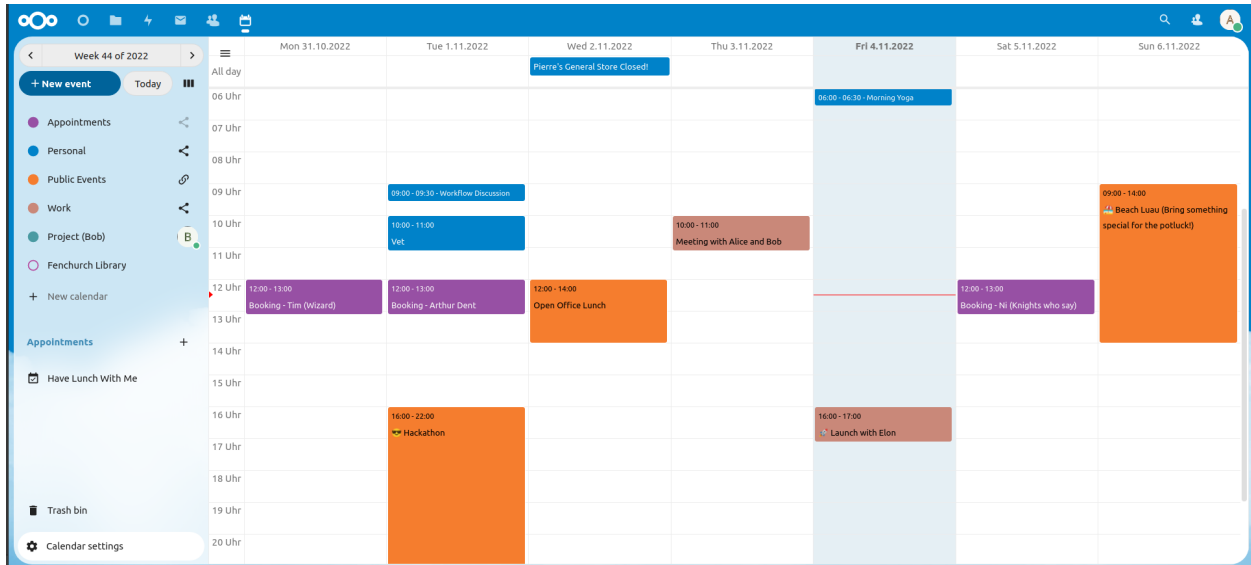 A
Week 44 of 2022
+ New event
Today
Appointments
Personal
Public Events
Work
Project (Bob)
B
Fenchurch Library
+ New calendar
Appointments
+
Have Lunch With Me
Trash bin
Calendar settings
Mon 31.10.2022
Tue 1.11.2022
Wed 2.11.2022
Thu 3.11.2022
Fri 4.11.2022
Sat 5.11.2022
Sun 6.11.2022
All day
Pierre's General Store Closed!
06 Uhr
06:00 - 06:30 - Morning Yoga
07 Uhr
08 Uhr
09 Uhr
09:00 - 09:30 - Workflow Discussion
09:00 - 14:00
🏖️ Beach Luau (Bring something
special for the potluck!)
10 Uhr
10:00 - 11:00
Vet
10:00 - 11:00
Meeting with Alice and Bob
11 Uhr
12 Uhr
12:00 - 13:00
Booking - Tim (Wizard)
12:00 - 13:00
Booking - Arthur Dent
12:00 - 14:00
Open Office Lunch
12:00 - 13:00
Booking - Ni (Knights who say)
13 Uhr
14 Uhr
15 Uhr
16 Uhr
16:00 - 22:00
😎 Hackathon
16:00 - 17:00
🚀 Launch with Elon
17 Uhr
18 Uhr
19 Uhr
20 Uhr